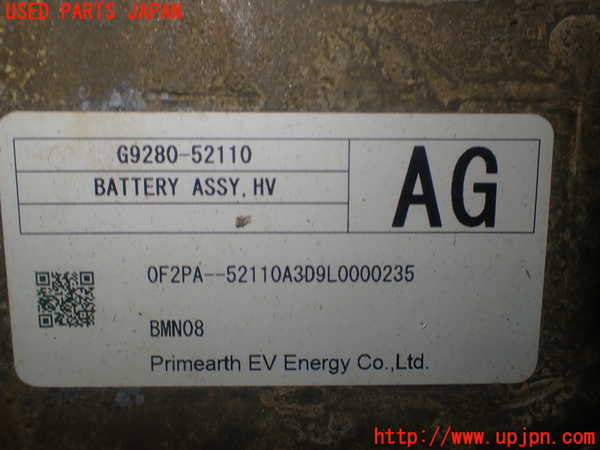 USED PARTS JAPAN
G9280-52110
BATTERY ASSY,HV
AG
0F2PA--52110A3D9L0000235
BMN08
Primearth EV Energy Co.,Ltd.
http://www.upjpn.com/